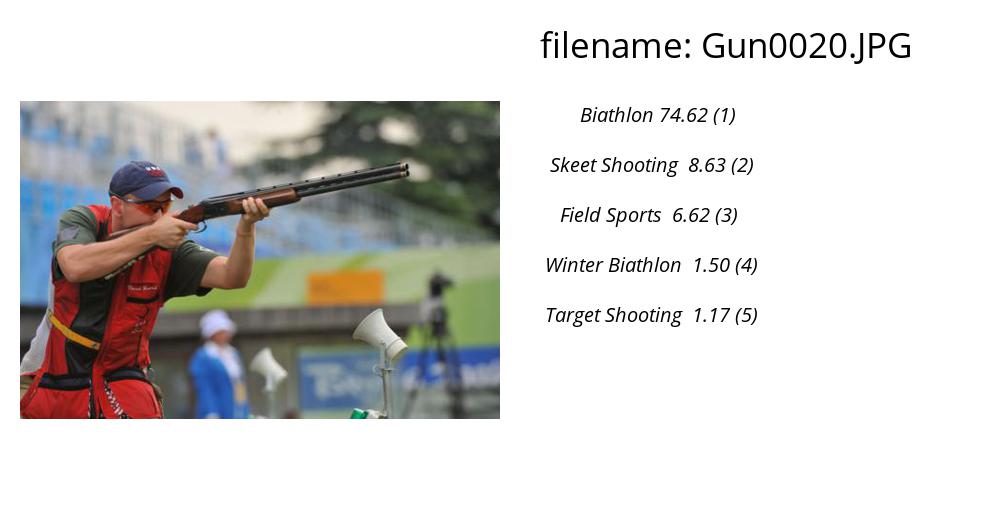 filename: Gun0020.JPG
Biathlon 74.62 (1)
Skeet Shooting 8.63 (2)
Field Sports 6.62 (3)
Winter Biathlon 1.50 (4)
Target Shooting 1.17 (5)